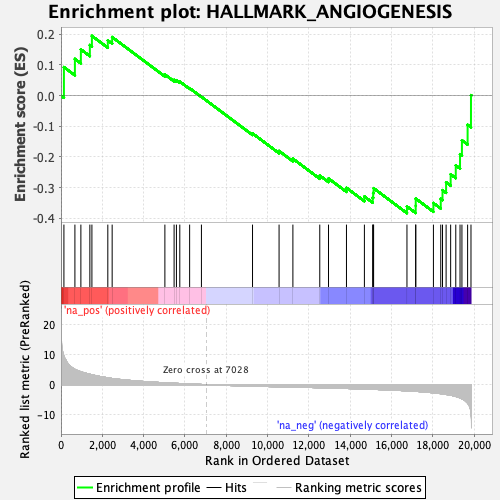 Enrichment plot: HALLMARK_ANGIOGENESIS
Enrichment score (ES)
0.2
0.1
0.0
-0.1
-0.2
-0.3
-0.4
'na_pos' (positively correlated)
Ranked list metric (PreRanked)
20
10
0
-10
Zero cross at 7028
'na_neg' (negatively correlated)
0 2,000 4,000 6,000 8,000 10,000 12,000 14,000 16,000 18,000 20,000
Rank in Ordered Dataset
Enrichment profile Hits Ranking metric scores